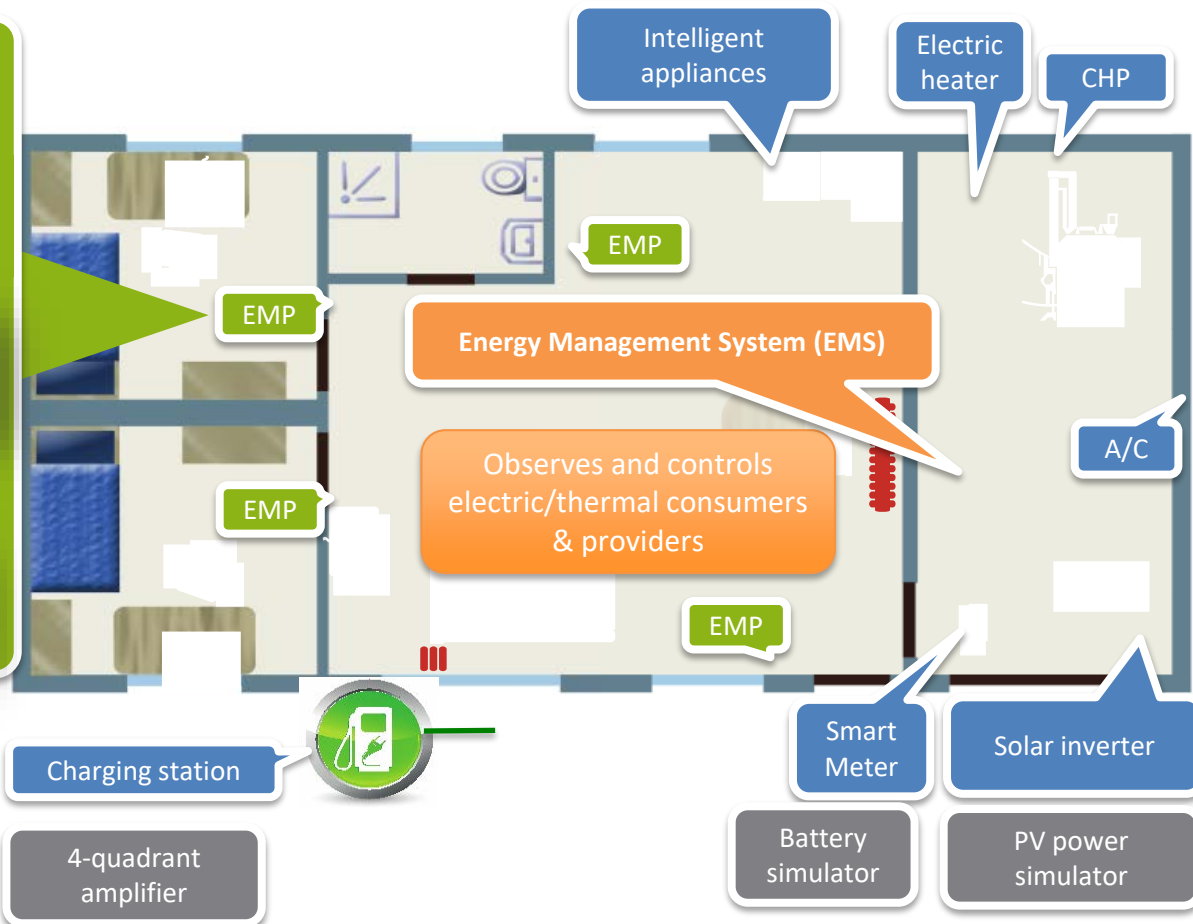 Intelligent
appliances
Electric
heater
CHP
EMP
EMP
Energy Management System (EMS)
A/C
Observes and controls
electric/thermal consumers
& providers
EMP
EMP
Charging station
Smart
Meter
Solar inverter
4-quadrant
amplifier
Battery
simulator
PV power
simulator